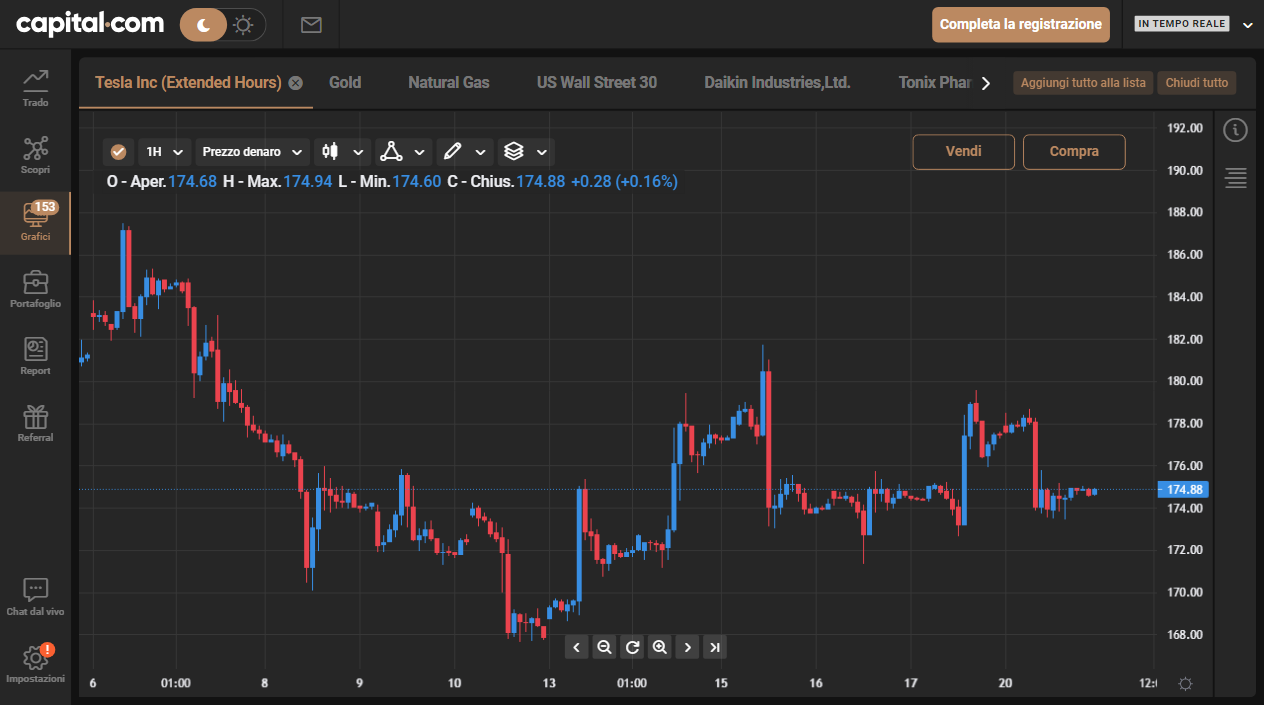 capital.com
Completa la registrazione
IN TEMPO REALE
Trado
Scopri
153
Grafici
Portafoglio
Report
Referral
Chat dal vivo
!
Impostazioni
Tesla Inc (Extended Hours)
Gold
Natural Gas
US Wall Street 30
Daikin Industries,Ltd.
Tonix Phar
Aggiungi tutto alla lista
Chiudi tutto
1H
Prezzo denaro
Vendi
Compra
O - Aper.174.68 H - Max.174.94 L - Min.174.60 C - Chius.174.88 +0.28 (+0.16%)
192.00
190.00
188.00
186.00
184.00
182.00
180.00
178.00
176.00
174.88
174.00
172.00
170.00
168.00
6 01:00 8 9 10 13 01:00 15 16 17 20 12: